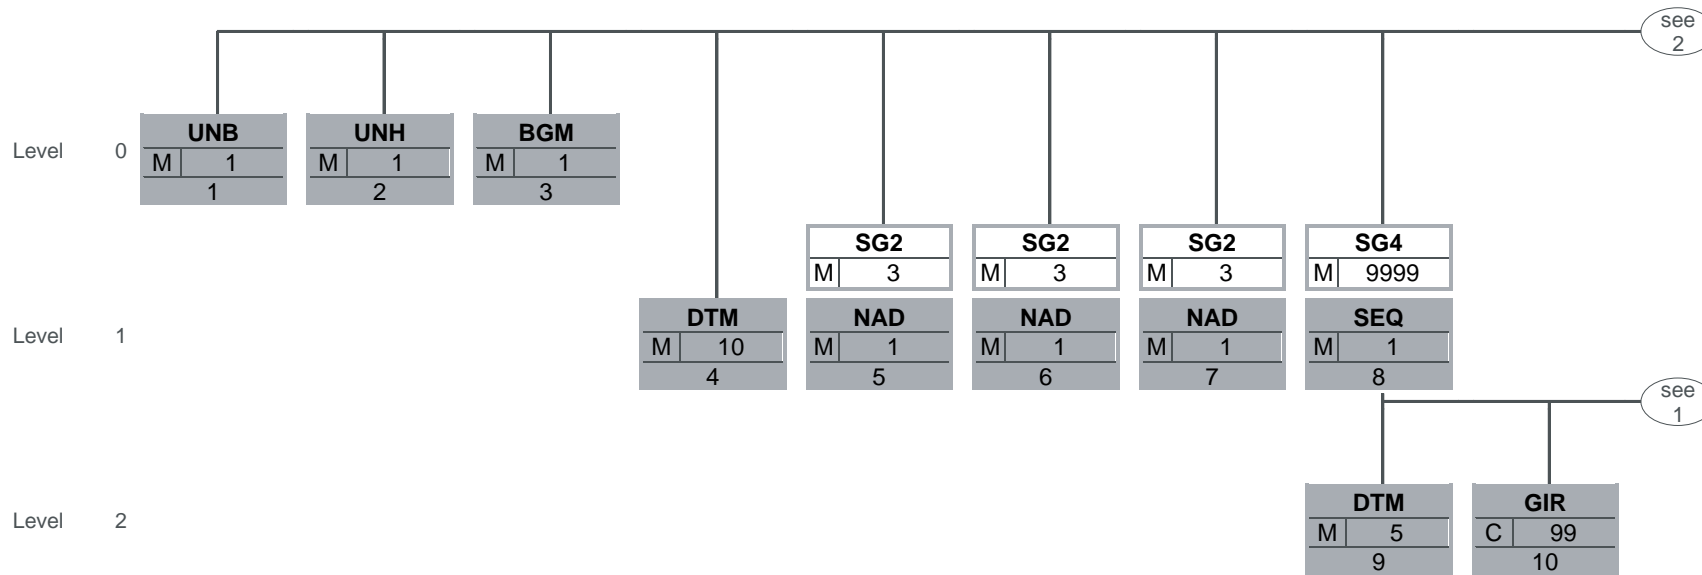 see
2
UNB
M 1
1
UNH
M 1
2
BGM
M 1
3
Level 0
SG2
M 3
SG2
M 3
SG2
M 3
SG4
M 9999
Level 1
DTM
M 10
4
NAD
M 1
5
NAD
M 1
6
NAD
M 1
7
SEQ
M 1
8
see
1
Level 2
DTM
M 5
9
GIR
C 99
10